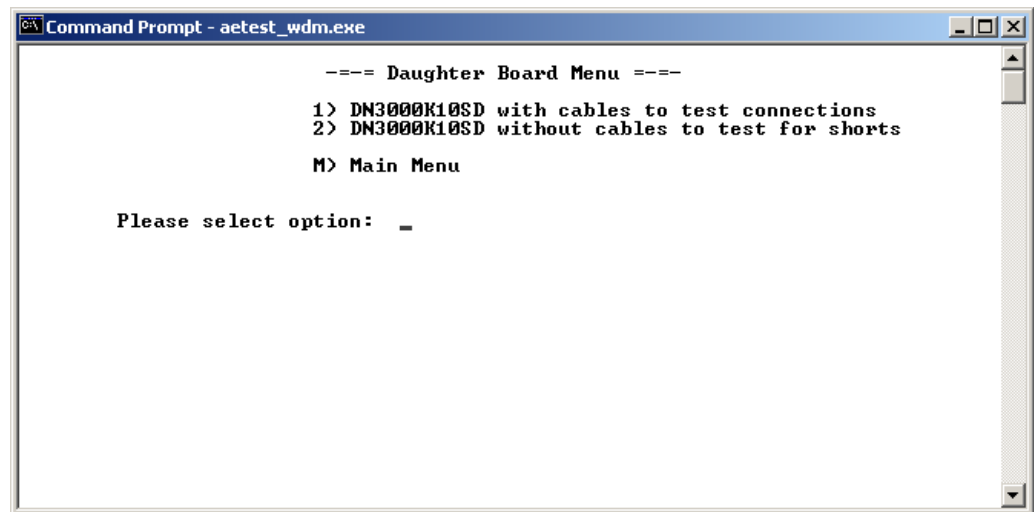 Command Prompt - aetest_wdm.exe
-=-= Daughter Board Menu =-=-
1) DN3000K10SD with cables to test connections
2) DN3000K10SD without cables to test for shorts
M) Main Menu
Please select option: _